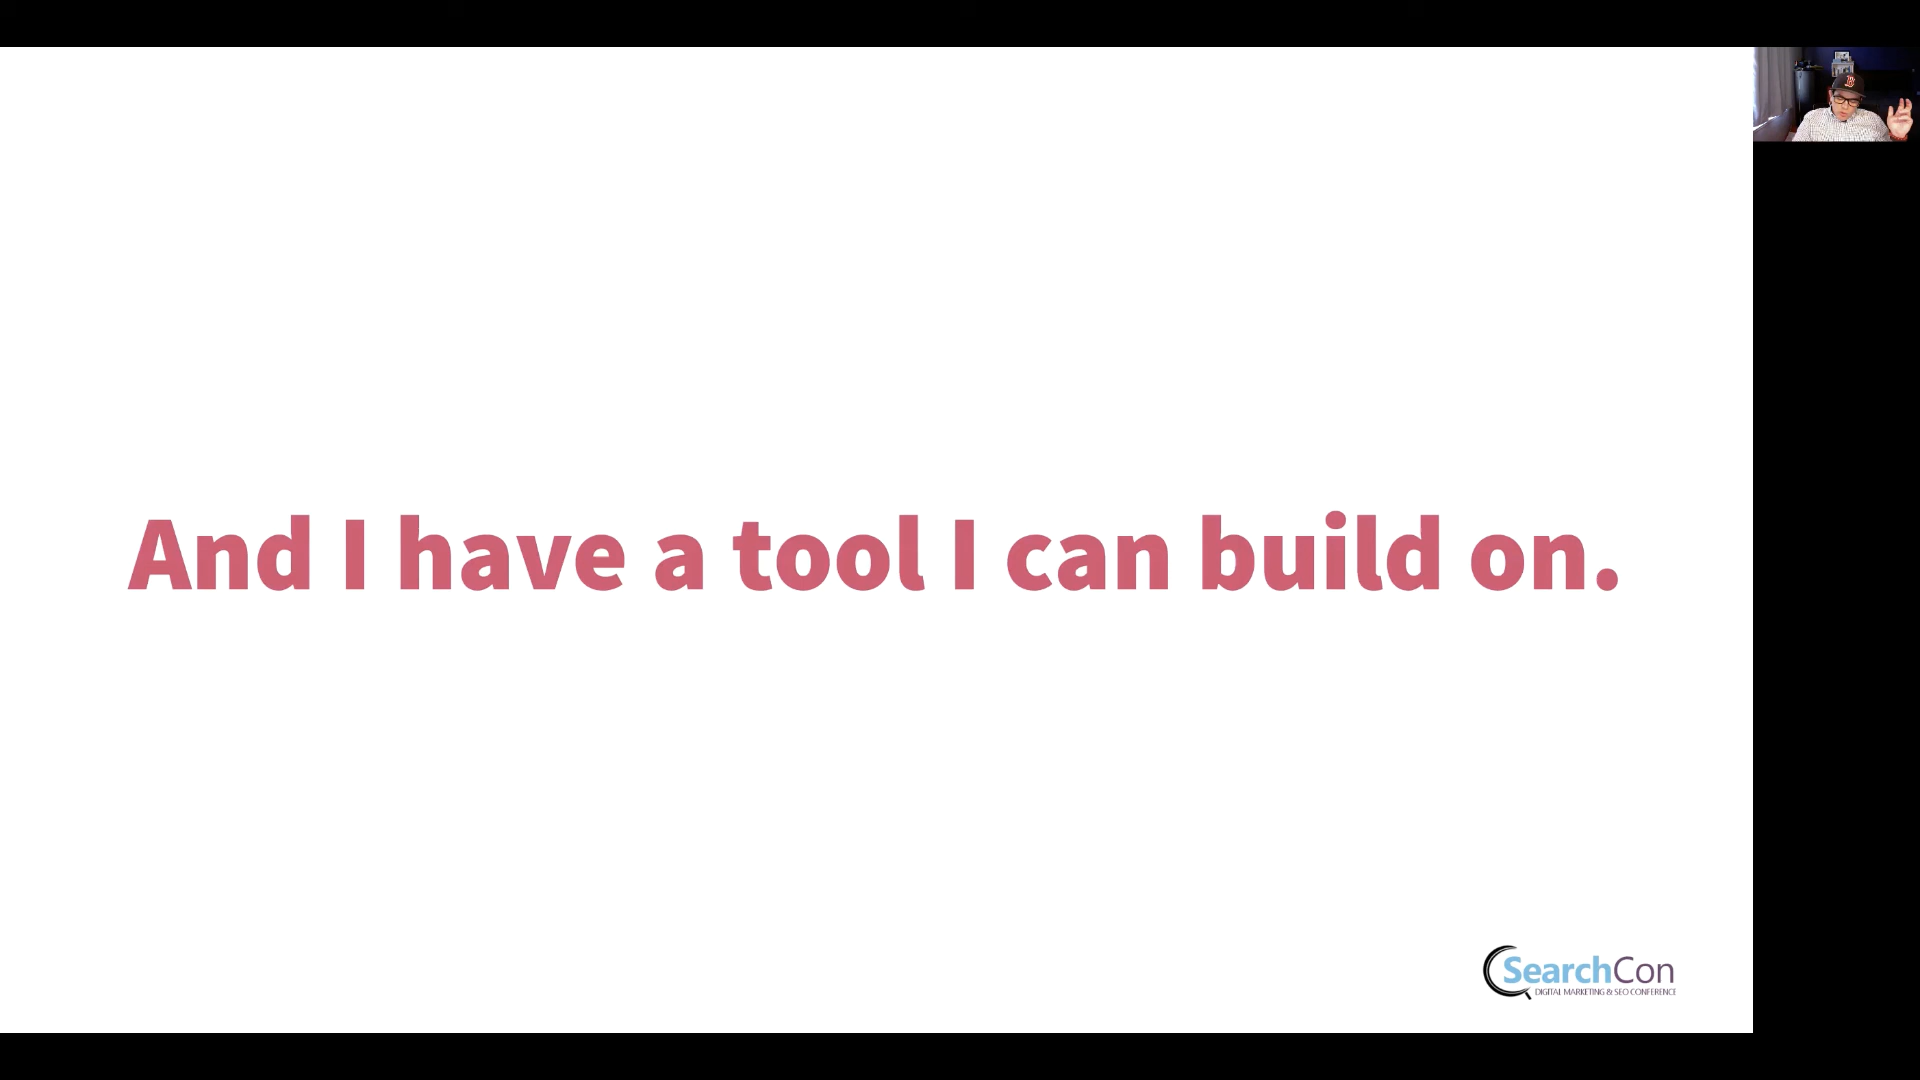 And I have a tool I can build on.
SearchCon
DIGITAL MARKETING & SEO CONFERENCE